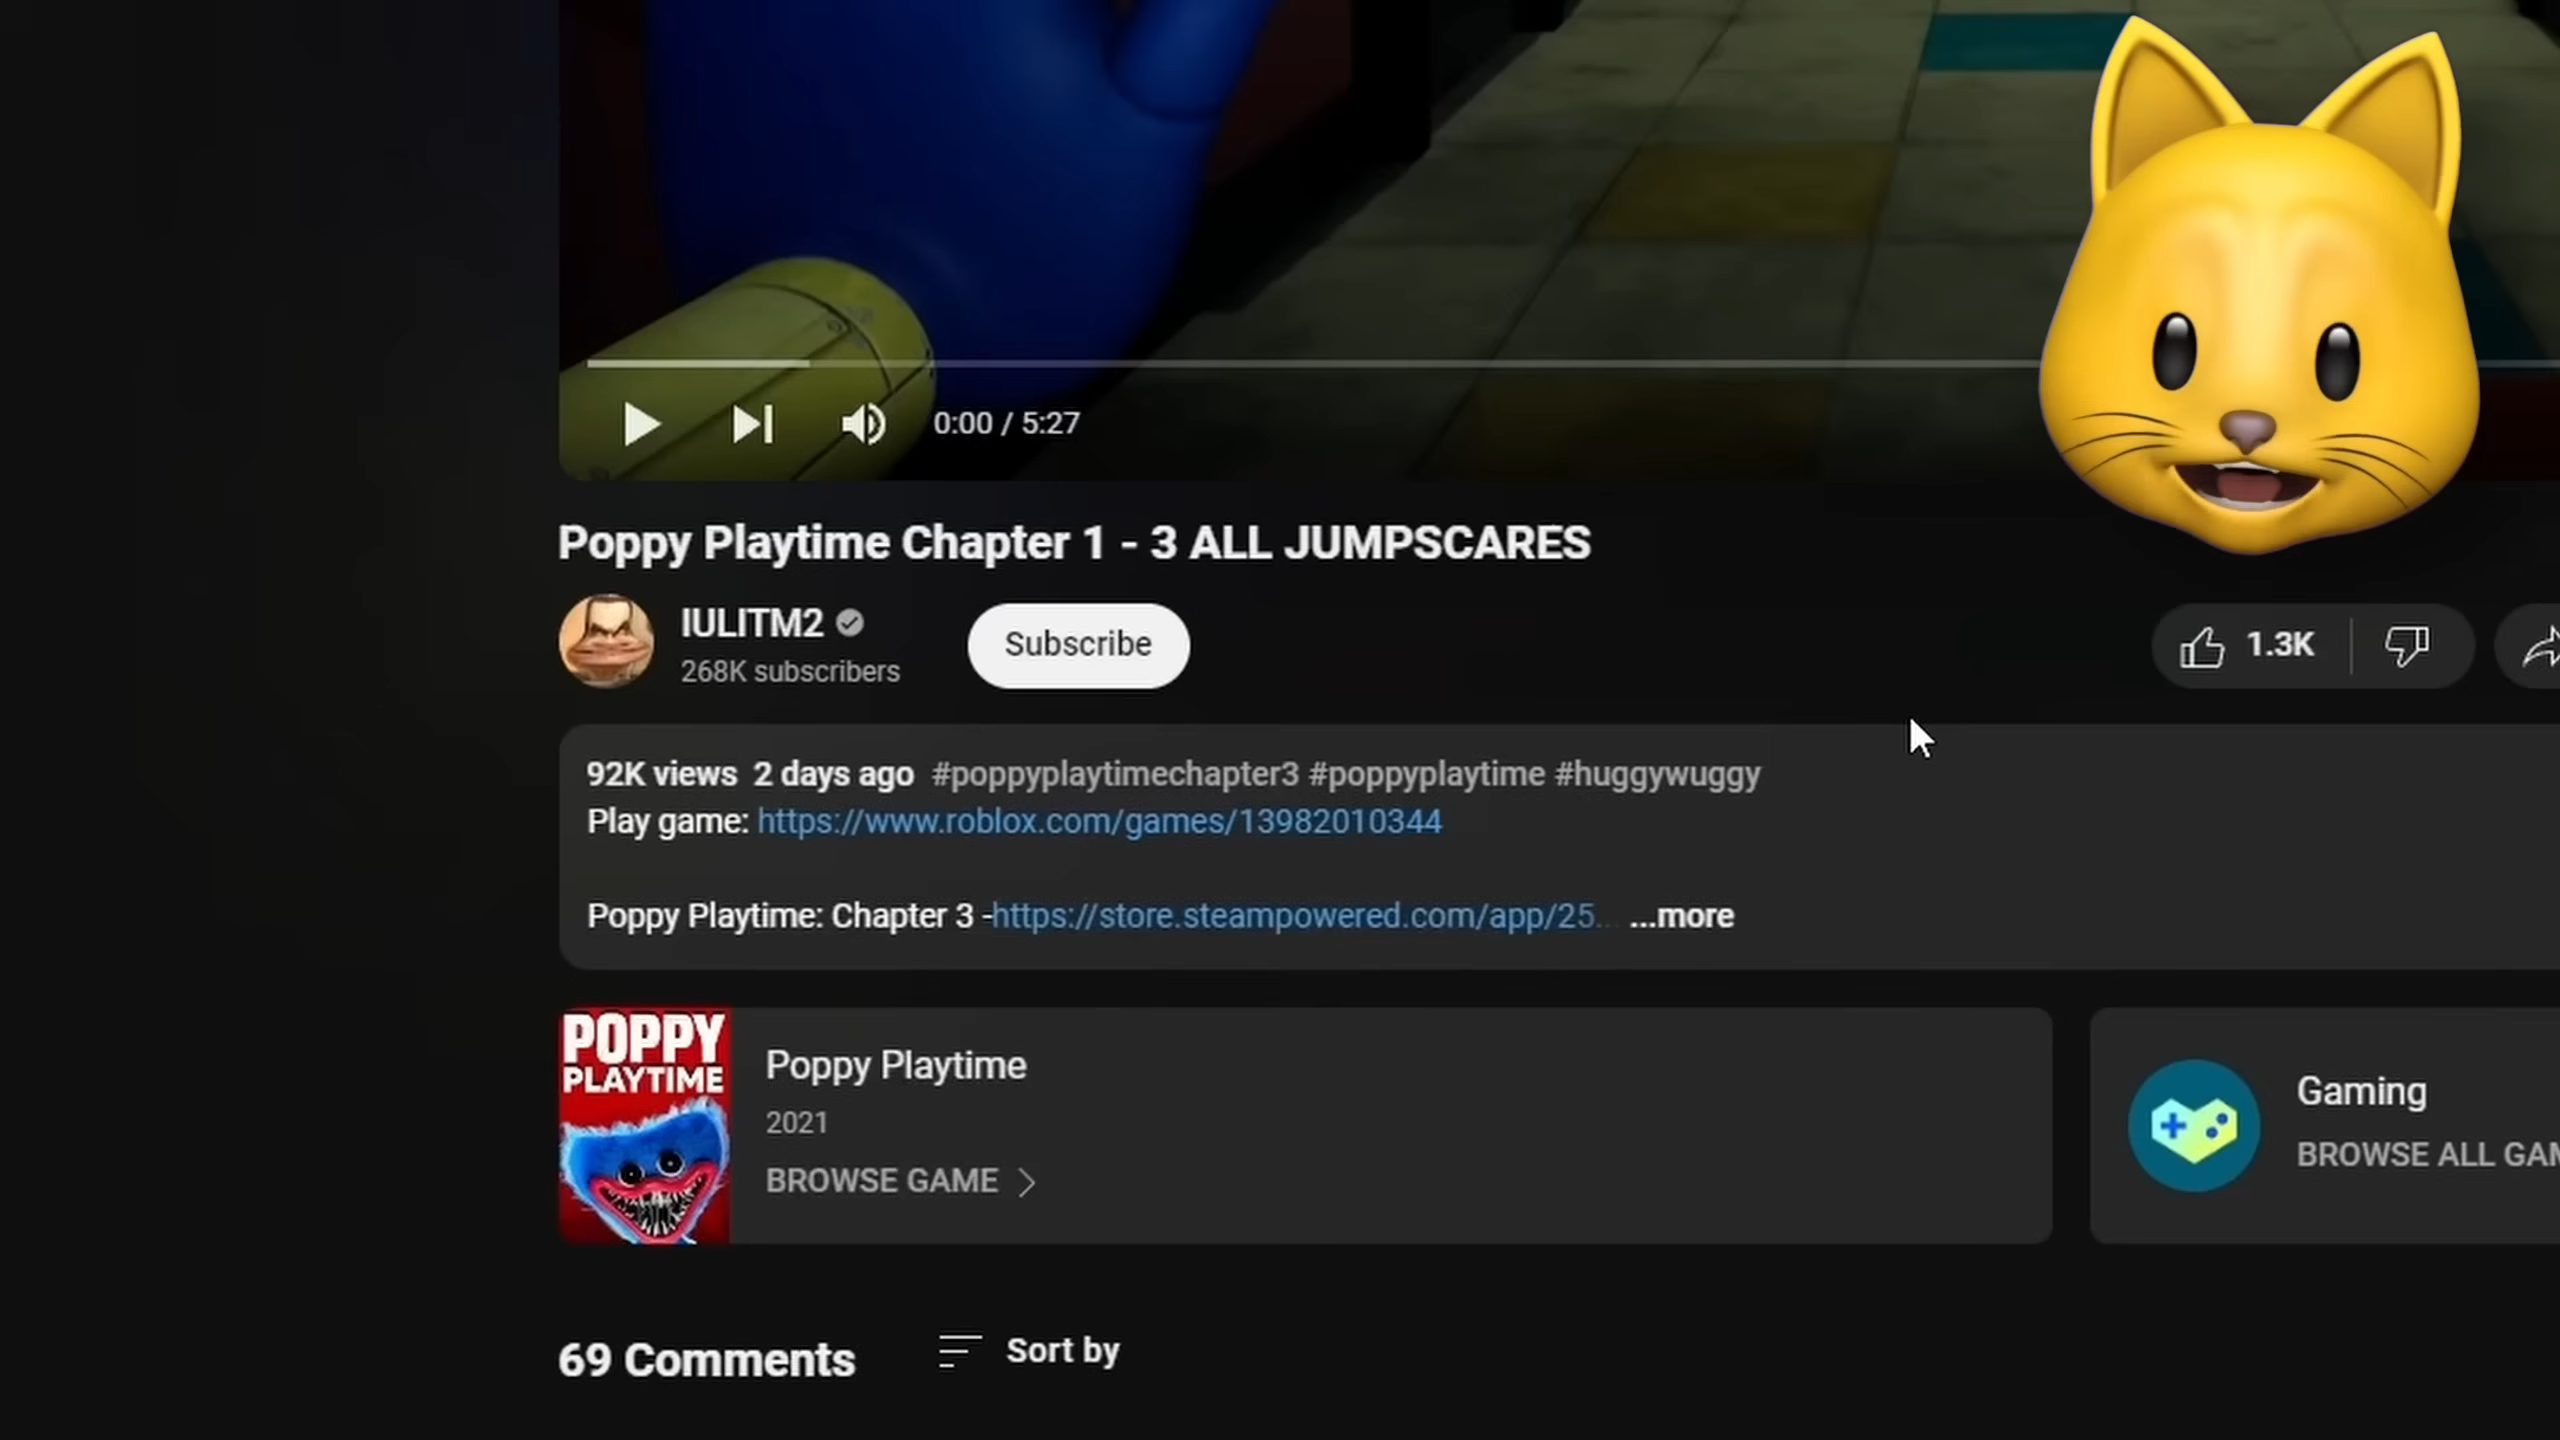 0:00 / 5:27
Poppy Playtime Chapter 1 - 3 ALL JUMPSCARES
IULITM2
268K subscribers
Subscribe
1.3K
92K views 2 days ago #poppyplaytimechapter3 #poppyplaytime #huggywuggy
Play game: https://www.roblox.com/games/13982010344
Poppy Playtime: Chapter 3 -https://store.steampowered.com/app/25... ...more
POPPY
PLAYTIME
Poppy Playtime
2021
BROWSE GAME
Gaming
BROWSE ALL GAM
69 Comments
Sort by